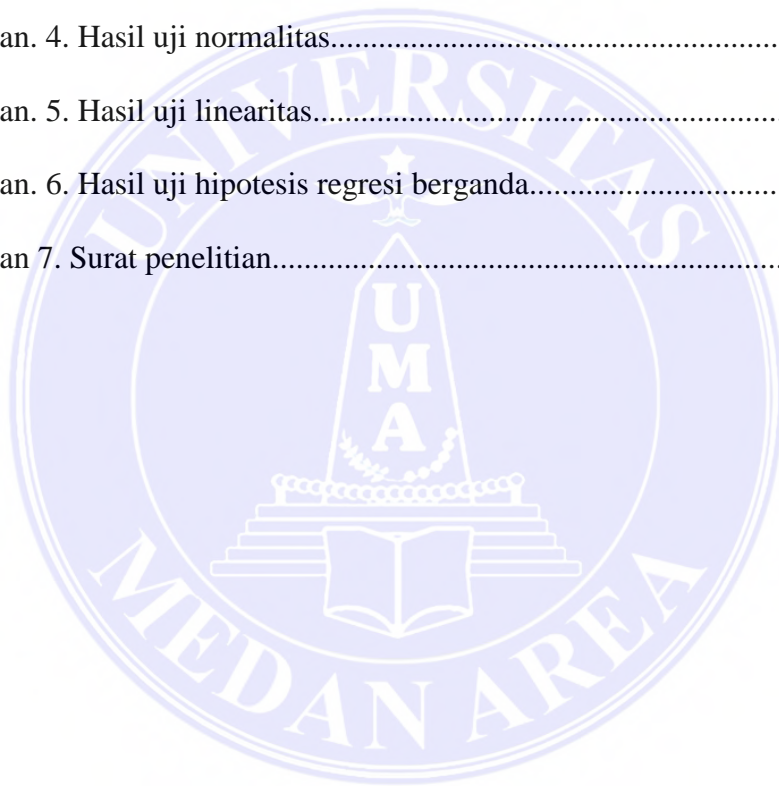 an. 4. Hasil uji normalitas............................................................
an. 5. Hasil uji linearitas...............................................................
an. 6. Hasil uji hipotesis regresi berganda...............................
an 7. Surat penelitian....................................................................
UNIVERSITAS
UMA
MEDAN AREA